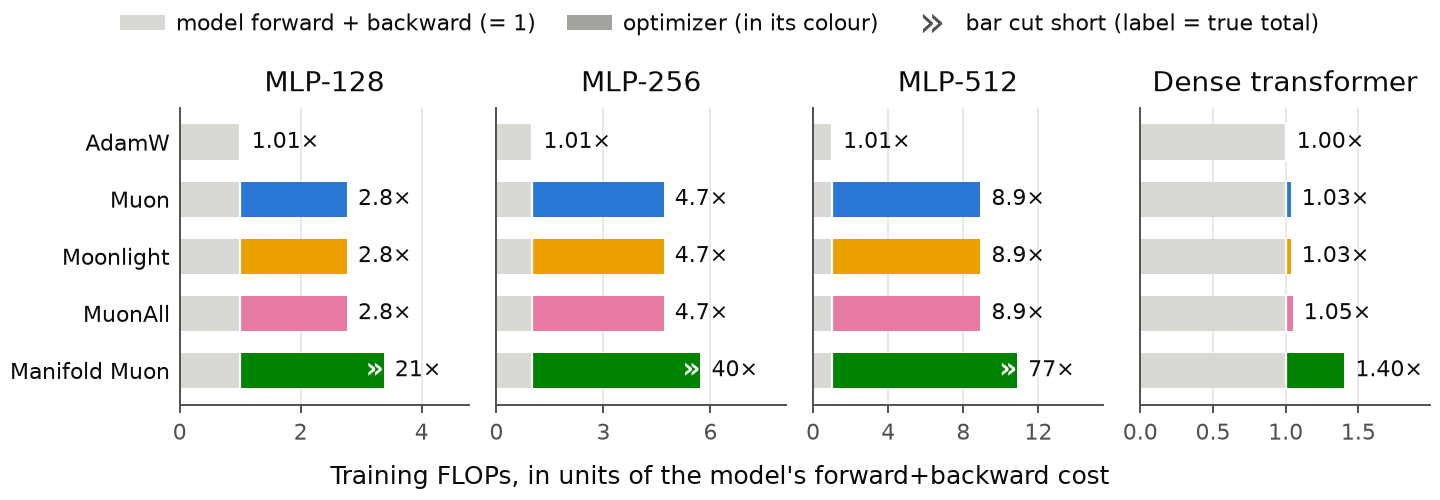 model forward + backward (= 1) optimizer (in its colour) » bar cut short (label = true total)
MLP-128 MLP-256 MLP-512 Dense transformer
AdamW 1.01× 1.01× 1.01× 1.00×
Muon 2.8× 4.7× 8.9× 1.03×
Moonlight 2.8× 4.7× 8.9× 1.03×
MuonAll 2.8× 4.7× 8.9× 1.05×
Manifold Muon » 21× » 40× » 77× 1.40×
0 2 4 0 3 6 0 4 8 12 0.0 0.5 1.0 1.5
Training FLOPs, in units of the model's forward+backward cost